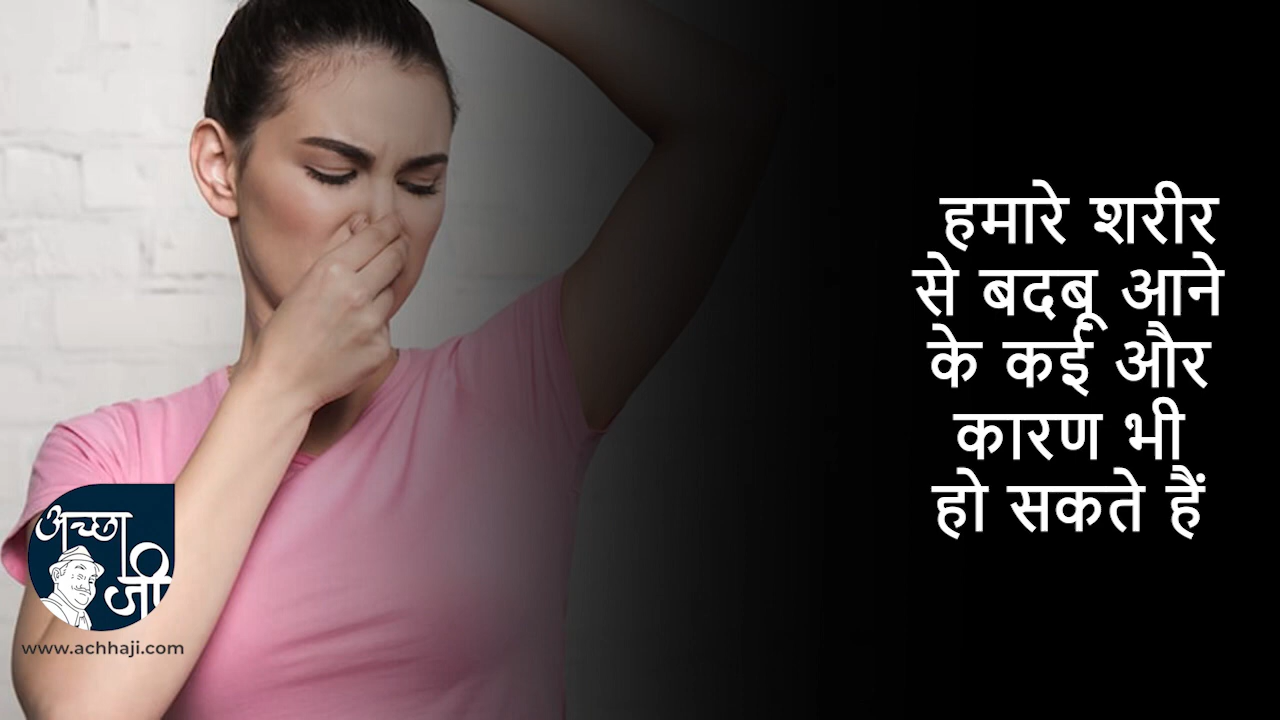 हमारे शरीर
से बदबू आने
के कई और
कारण भी
हो सकते हैं
अच्छा
जी
www.achhaji.com